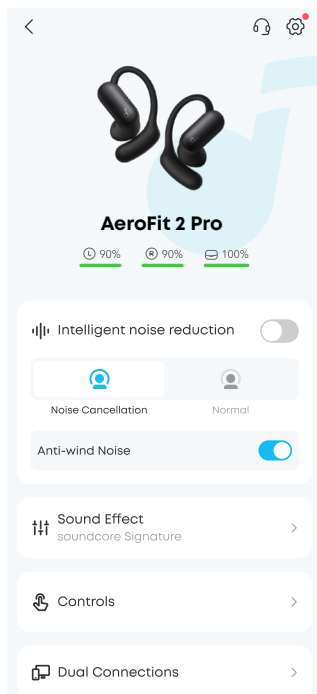 AeroFit 2 Pro
L 90% R 90% 100%
Intelligent noise reduction
Noise Cancellation Normal
Anti-wind Noise
Sound Effect
soundcore Signature
Controls
Dual Connections